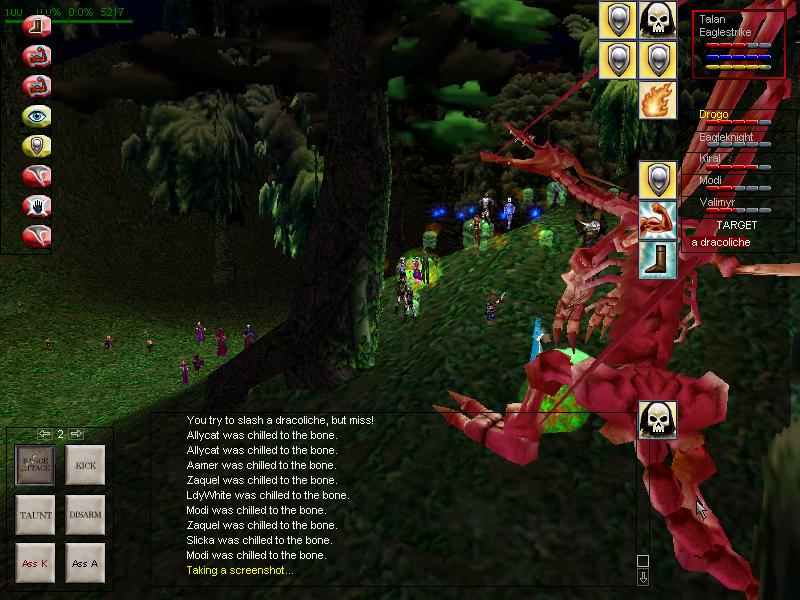 100 0.0% 0.0% 5217
Talan
Eaglestrike
Drogo
Eagleknight
Kiral
Modi
Valimyr
TARGET
a dracoliche
2
RANGE ATTACK
KICK
TAUNT
DISARM
Ass K
Ass A
You try to slash a dracoliche, but miss!
Allycat was chilled to the bone.
Allycat was chilled to the bone.
Aamer was chilled to the bone.
Zaquel was chilled to the bone.
LdyWhite was chilled to the bone.
Modi was chilled to the bone.
Zaquel was chilled to the bone.
Slicka was chilled to the bone.
Modi was chilled to the bone.
Taking a screenshot...